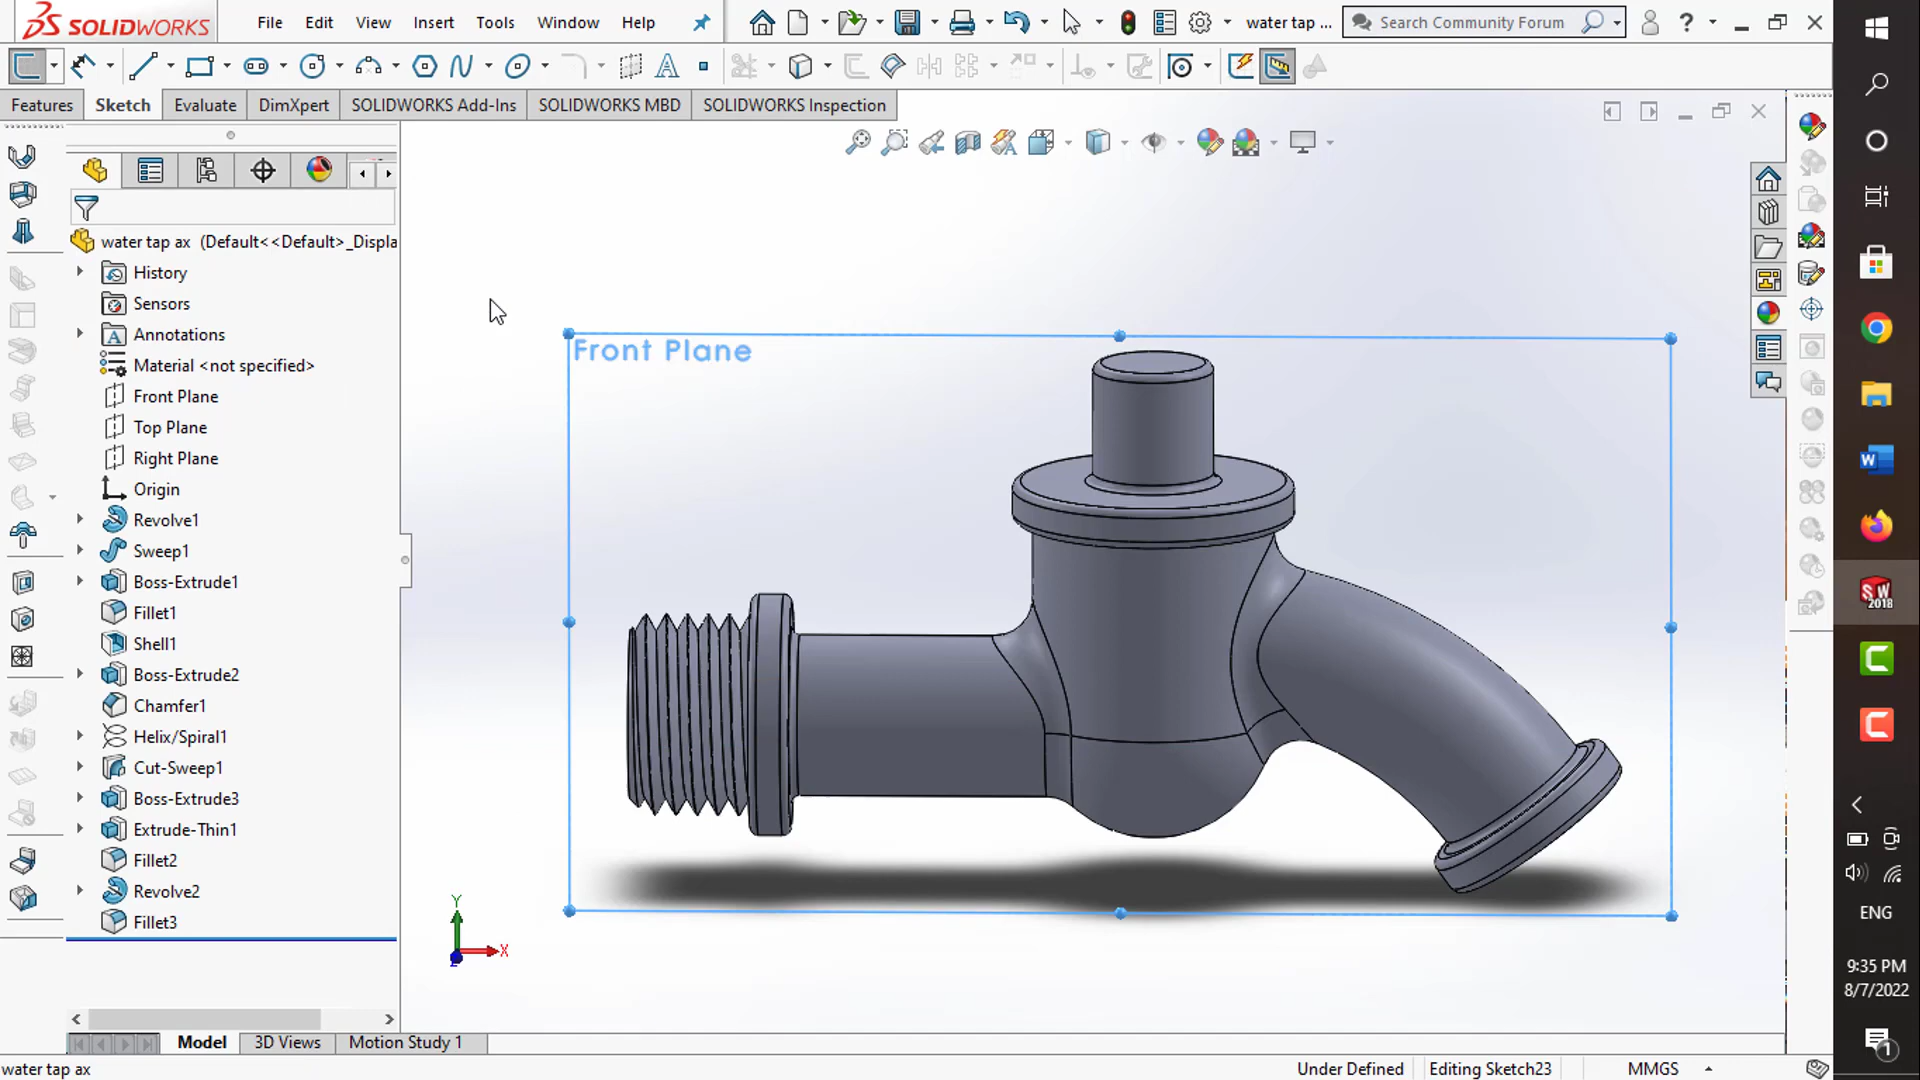 SOLIDWORKS File Edit View Insert Tools Window Help water tap ... Search Community Forum ?
Features Sketch Evaluate DimXpert SOLIDWORKS Add-Ins SOLIDWORKS MBD SOLIDWORKS Inspection
water tap ax (Default<<Default>_Displa
History
Sensors
Annotations
Material <not specified>
Front Plane
Top Plane
Right Plane
Origin
Revolve1
Sweep1
Boss-Extrude1
Fillet1
Shell1
Boss-Extrude2
Chamfer1
Helix/Spiral1
Cut-Sweep1
Boss-Extrude3
Extrude-Thin1
Fillet2
Revolve2
Fillet3
Front Plane
Y
X
Z
Model 3D Views Motion Study 1
water tap ax Under Defined Editing Sketch23 MMGS
SW
2018
ENG
9:35 PM
8/7/2022
1